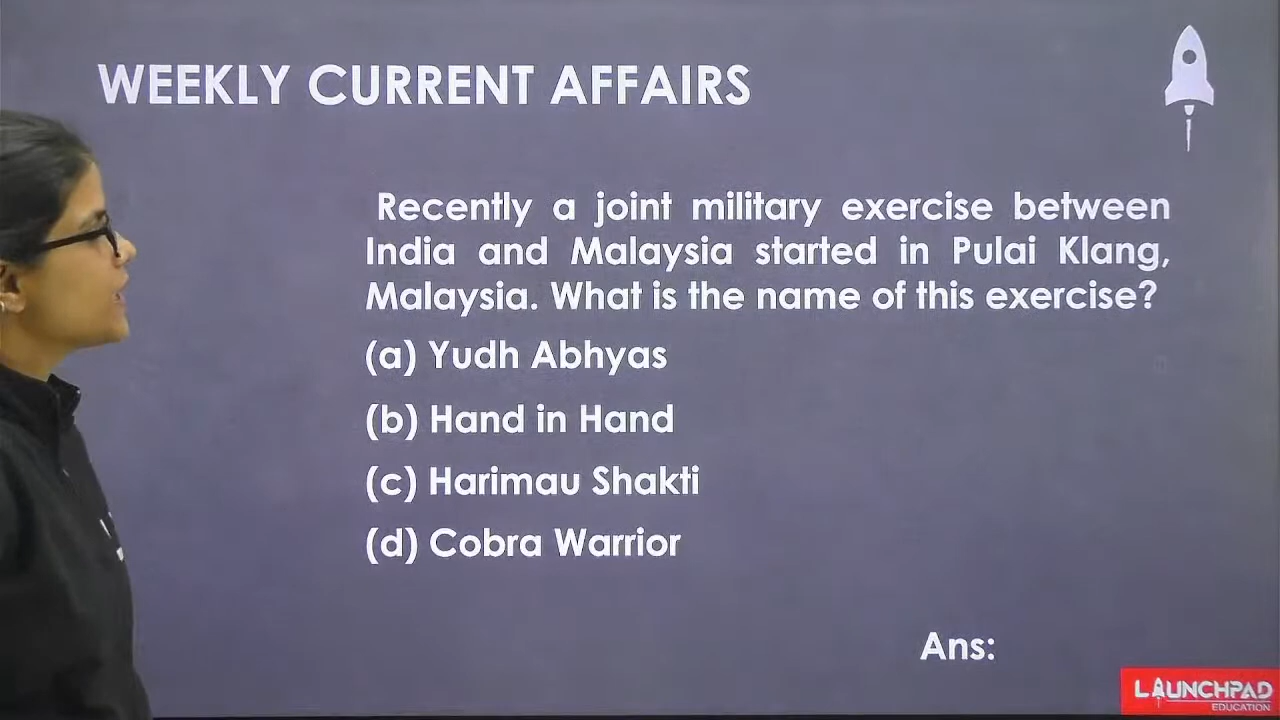 WEEKLY CURRENT AFFAIRS
Recently a joint military exercise between
India and Malaysia started in Pulai Klang,
Malaysia. What is the name of this exercise?
(a) Yudh Abhyas
(b) Hand in Hand
(c) Harimau Shakti
(d) Cobra Warrior
Ans:
LAUNCHPAD
EDUCATION